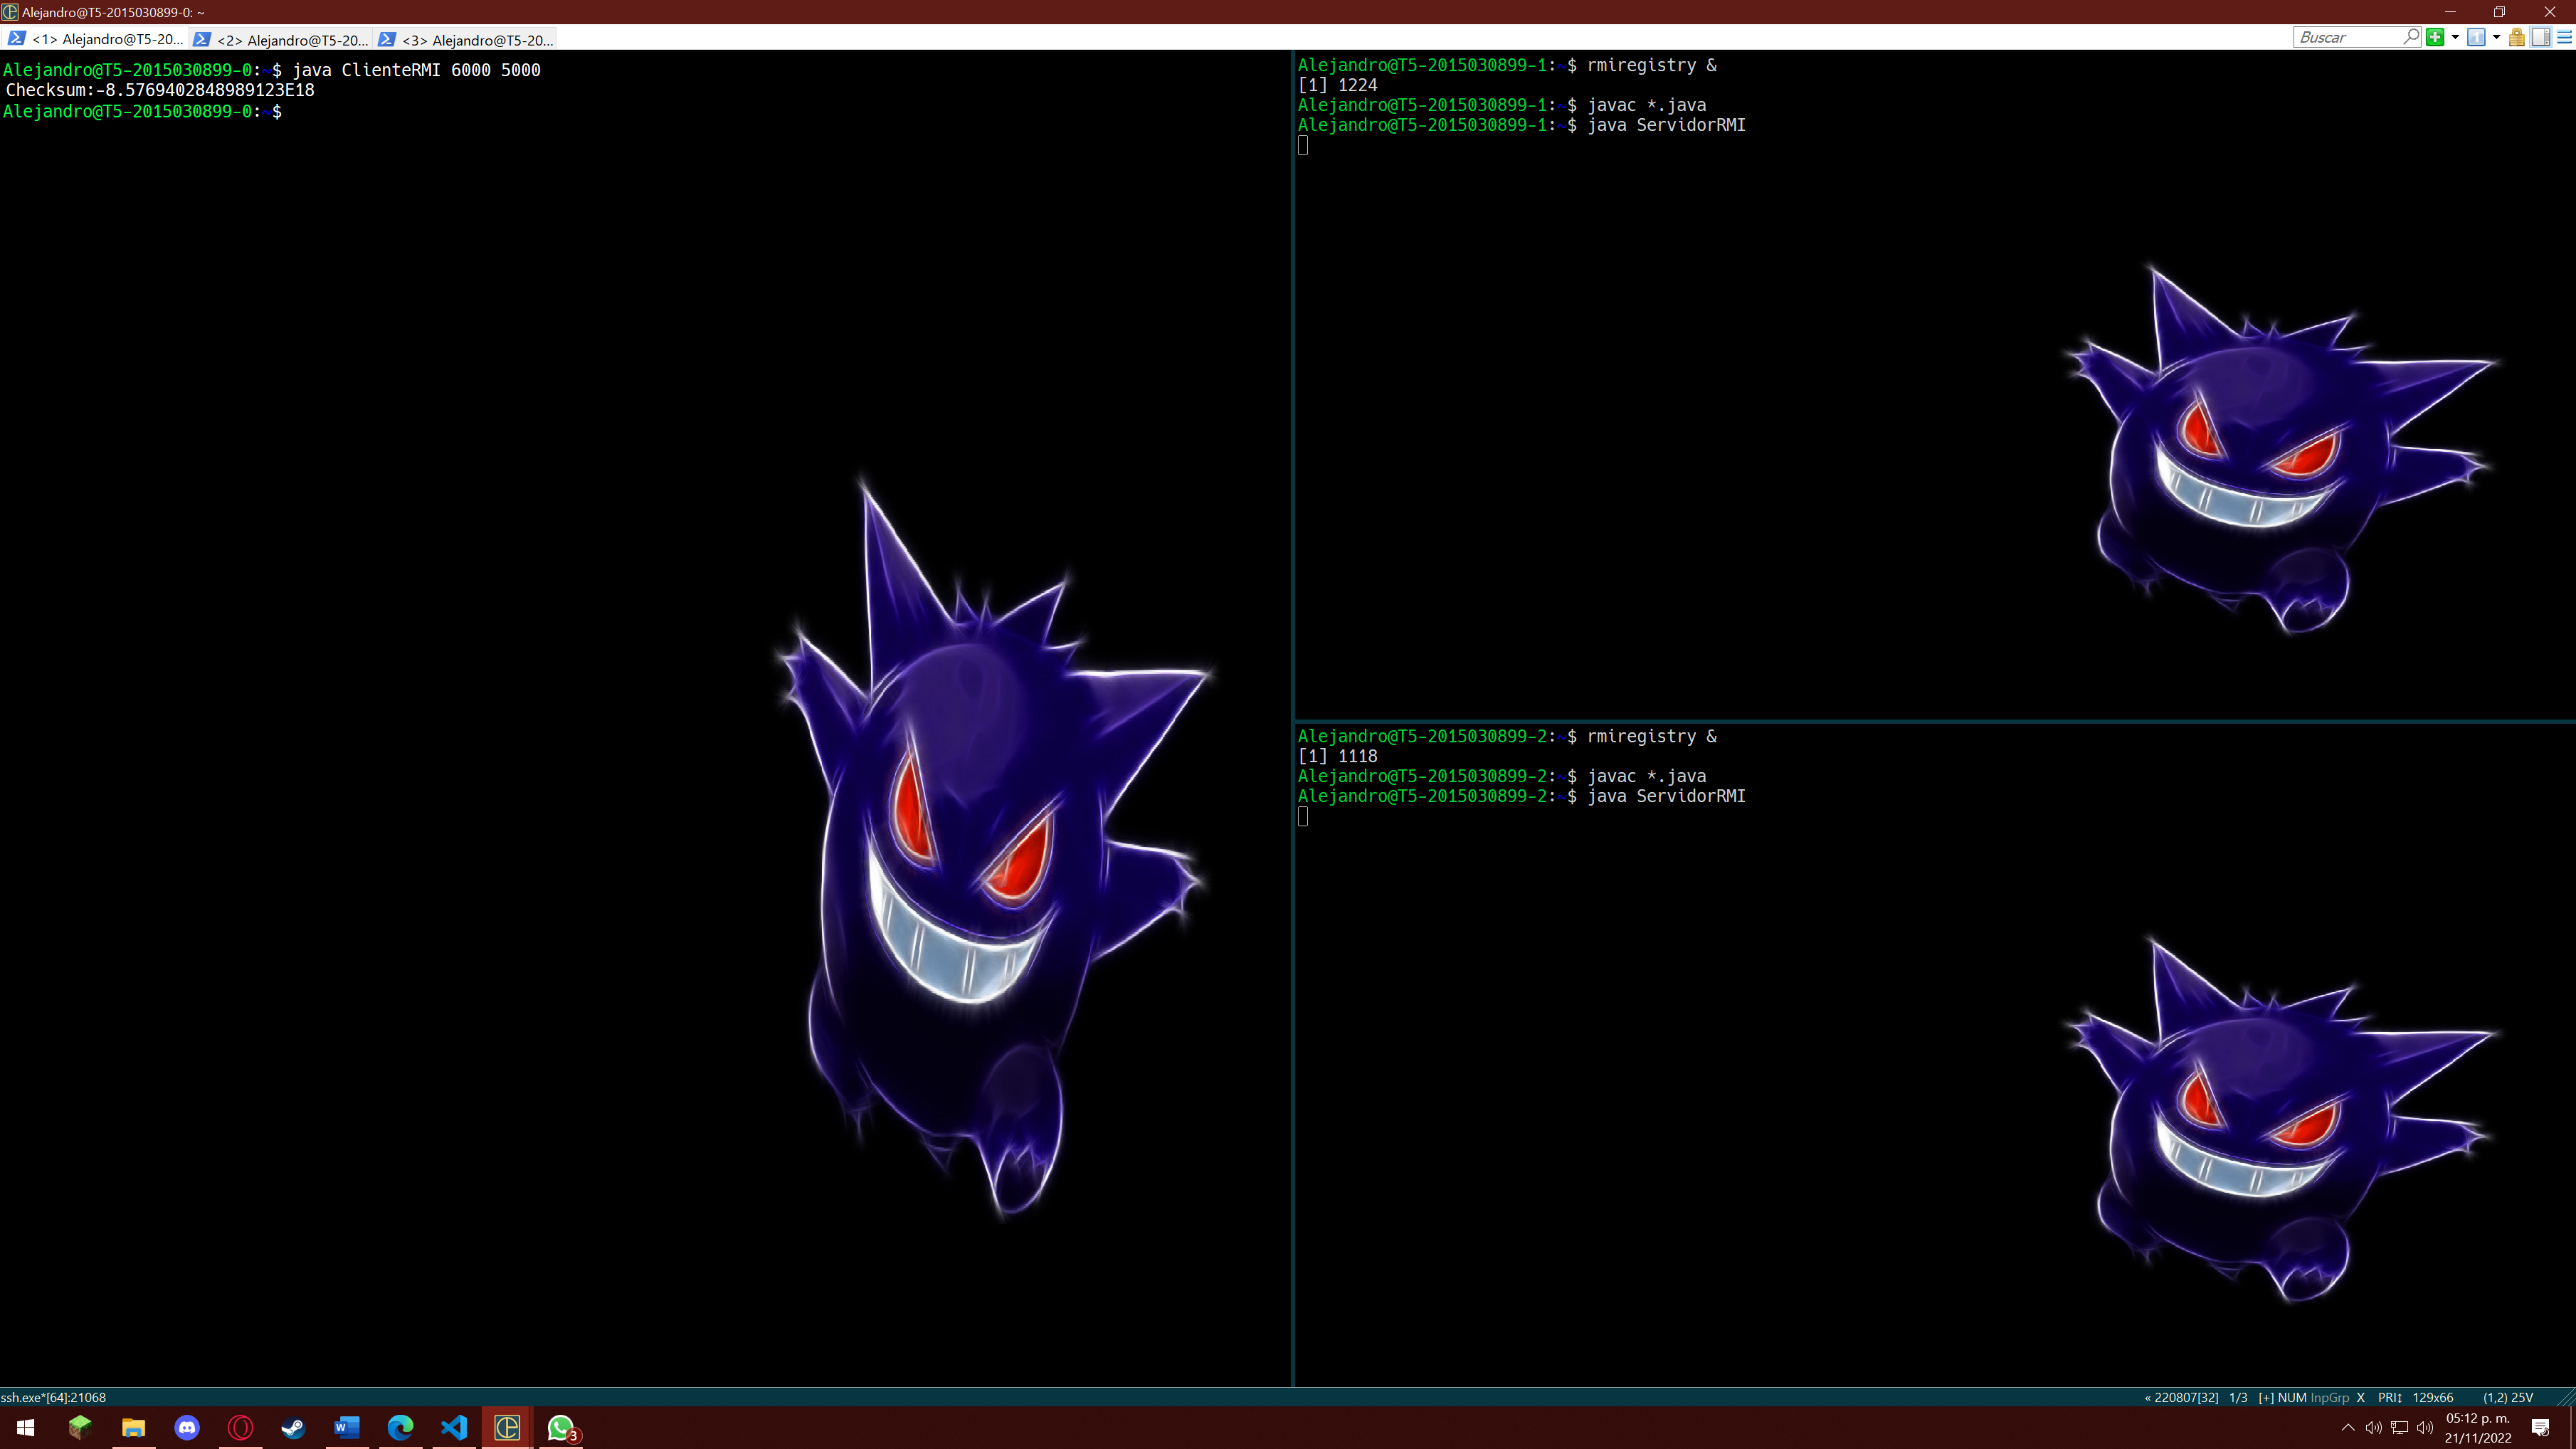 Alejandro@T5-2015030899-0: ~
<1> Alejandro@T5-20...
<2> Alejandro@T5-20...
<3> Alejandro@T5-20...
Buscar
Alejandro@T5-2015030899-0:~$ java ClienteRMI 6000 5000
Checksum:-8.5769402848989123E18
Alejandro@T5-2015030899-0:~$
Alejandro@T5-2015030899-1:~$ rmiregistry &
[1] 1224
Alejandro@T5-2015030899-1:~$ javac *.java
Alejandro@T5-2015030899-1:~$ java ServidorRMI
Alejandro@T5-2015030899-2:~$ rmiregistry &
[1] 1118
Alejandro@T5-2015030899-2:~$ javac *.java
Alejandro@T5-2015030899-2:~$ java ServidorRMI
ssh.exe*[64]:21068
« 220807[32] 1/3 [+] NUM InpGrp X PRI↕ 129x66 (1,2) 25V
3
05:12 p. m.
21/11/2022